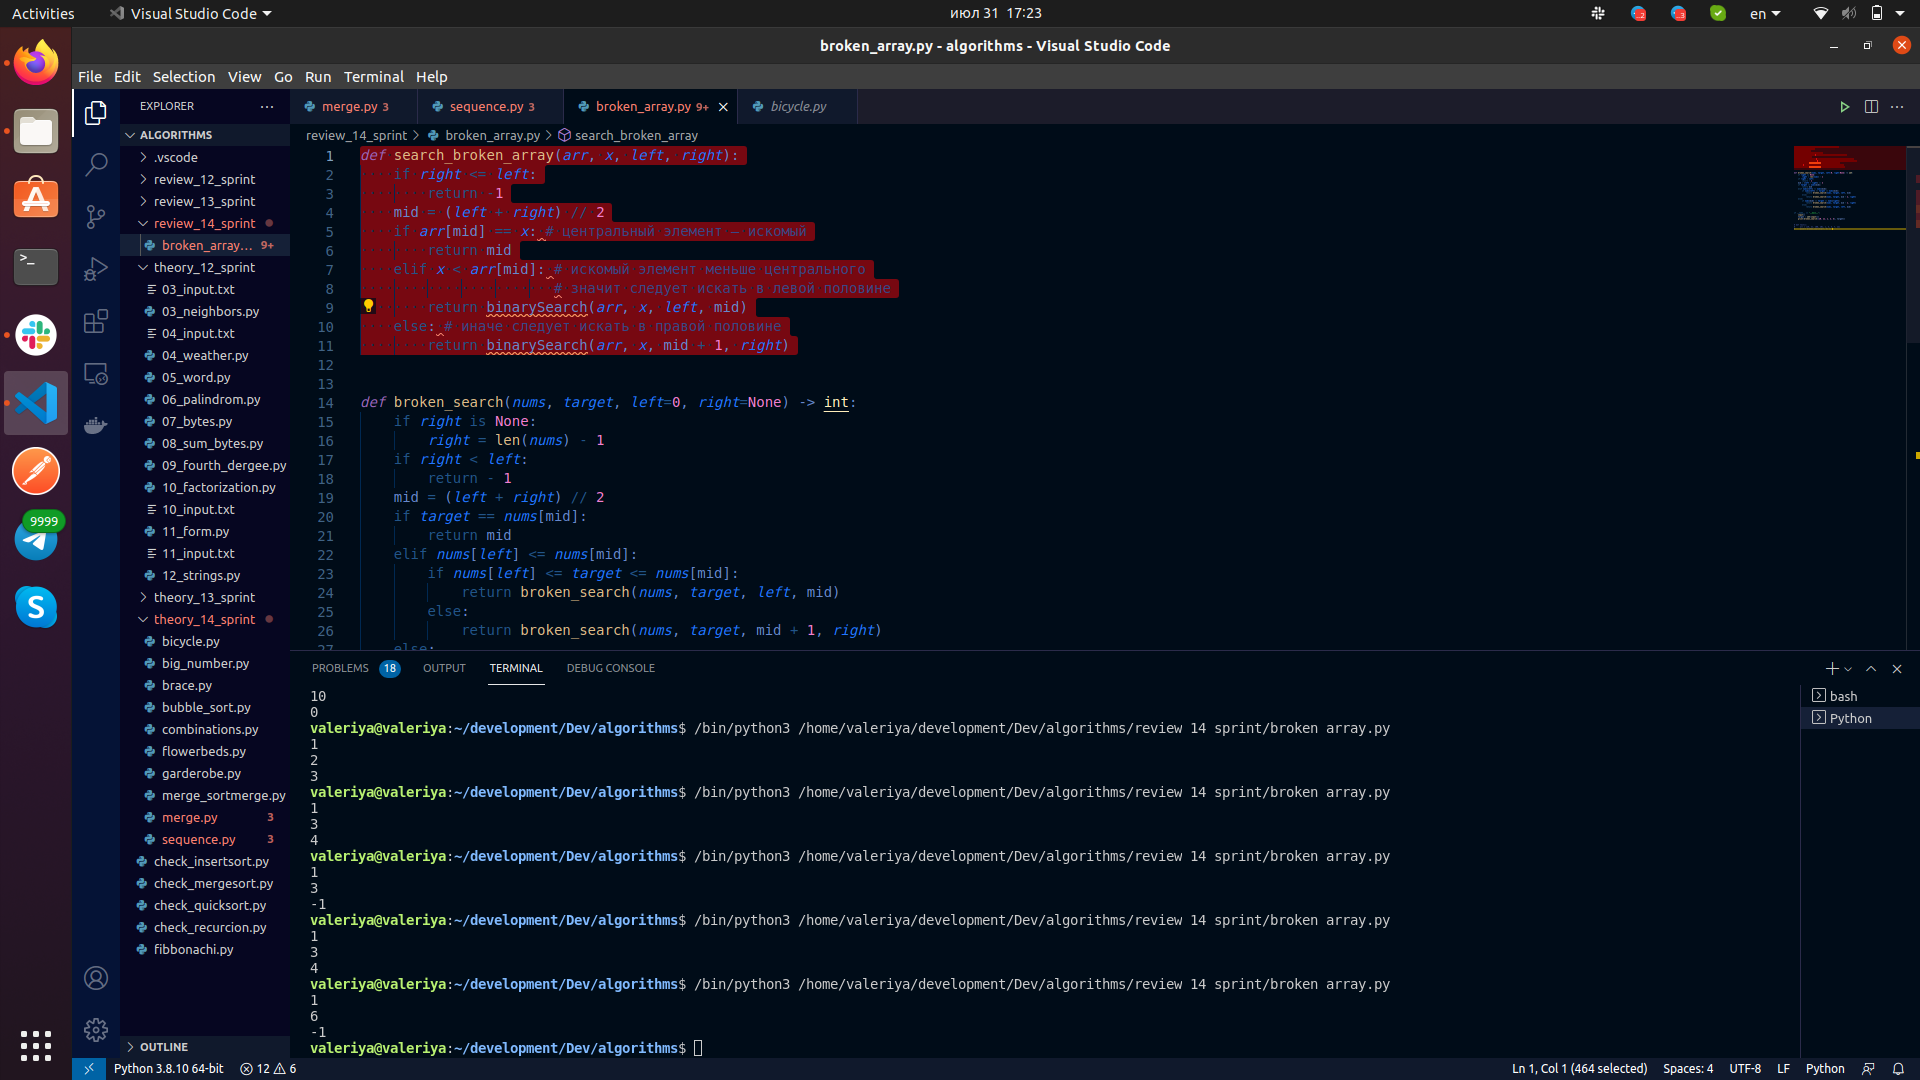 Activities
Visual Studio Code
июл 31 17:23
en
broken_array.py - algorithms - Visual Studio Code
File Edit Selection View Go Run Terminal Help
EXPLORER
merge.py 3
sequence.py 3
broken_array.py 9+
bicycle.py
ALGORITHMS
.vscode
review_12_sprint
review_13_sprint
review_14_sprint
broken_array... 9+
theory_12_sprint
03_input.txt
03_neighbors.py
04_input.txt
04_weather.py
05_word.py
06_palindrom.py
07_bytes.py
08_sum_bytes.py
09_fourth_dergee.py
10_factorization.py
10_input.txt
11_form.py
11_input.txt
12_strings.py
theory_13_sprint
theory_14_sprint
bicycle.py
big_number.py
brace.py
bubble_sort.py
combinations.py
flowerbeds.py
garderobe.py
merge_sortmerge.py
merge.py 3
sequence.py 3
check_insertsort.py
check_mergesort.py
check_quicksort.py
check_recurcion.py
fibbonachi.py
OUTLINE
review_14_sprint > broken_array.py > search_broken_array
1 def search_broken_array(arr, x, left, right):
2 if right <= left:
3 return -1
4 mid = (left + right) // 2
5 if arr[mid] == x: # центральный элемент — искомый
6 return mid
7 elif x < arr[mid]: # искомый элемент меньше центрального
8 # значит следует искать в левой половине
9 return binarySearch(arr, x, left, mid)
10 else: # иначе следует искать в правой половине
11 return binarySearch(arr, x, mid + 1, right)
12
13
14 def broken_search(nums, target, left=0, right=None) -> int:
15 if right is None:
16 right = len(nums) - 1
17 if right < left:
18 return - 1
19 mid = (left + right) // 2
20 if target == nums[mid]:
21 return mid
22 elif nums[left] <= nums[mid]:
23 if nums[left] <= target <= nums[mid]:
24 return broken_search(nums, target, left, mid)
25 else:
26 return broken_search(nums, target, mid + 1, right)
27 else:
PROBLEMS 18 OUTPUT TERMINAL DEBUG CONSOLE
bash
Python
10
0
valeriya@valeriya:~/development/Dev/algorithms$ /bin/python3 /home/valeriya/development/Dev/algorithms/review 14 sprint/broken array.py
1
2
3
valeriya@valeriya:~/development/Dev/algorithms$ /bin/python3 /home/valeriya/development/Dev/algorithms/review 14 sprint/broken array.py
1
3
4
valeriya@valeriya:~/development/Dev/algorithms$ /bin/python3 /home/valeriya/development/Dev/algorithms/review 14 sprint/broken array.py
1
3
-1
valeriya@valeriya:~/development/Dev/algorithms$ /bin/python3 /home/valeriya/development/Dev/algorithms/review 14 sprint/broken array.py
1
3
4
valeriya@valeriya:~/development/Dev/algorithms$ /bin/python3 /home/valeriya/development/Dev/algorithms/review 14 sprint/broken array.py
1
6
-1
valeriya@valeriya:~/development/Dev/algorithms$
9999
Python 3.8.10 64-bit 12 6
Ln 1, Col 1 (464 selected) Spaces: 4 UTF-8 LF Python